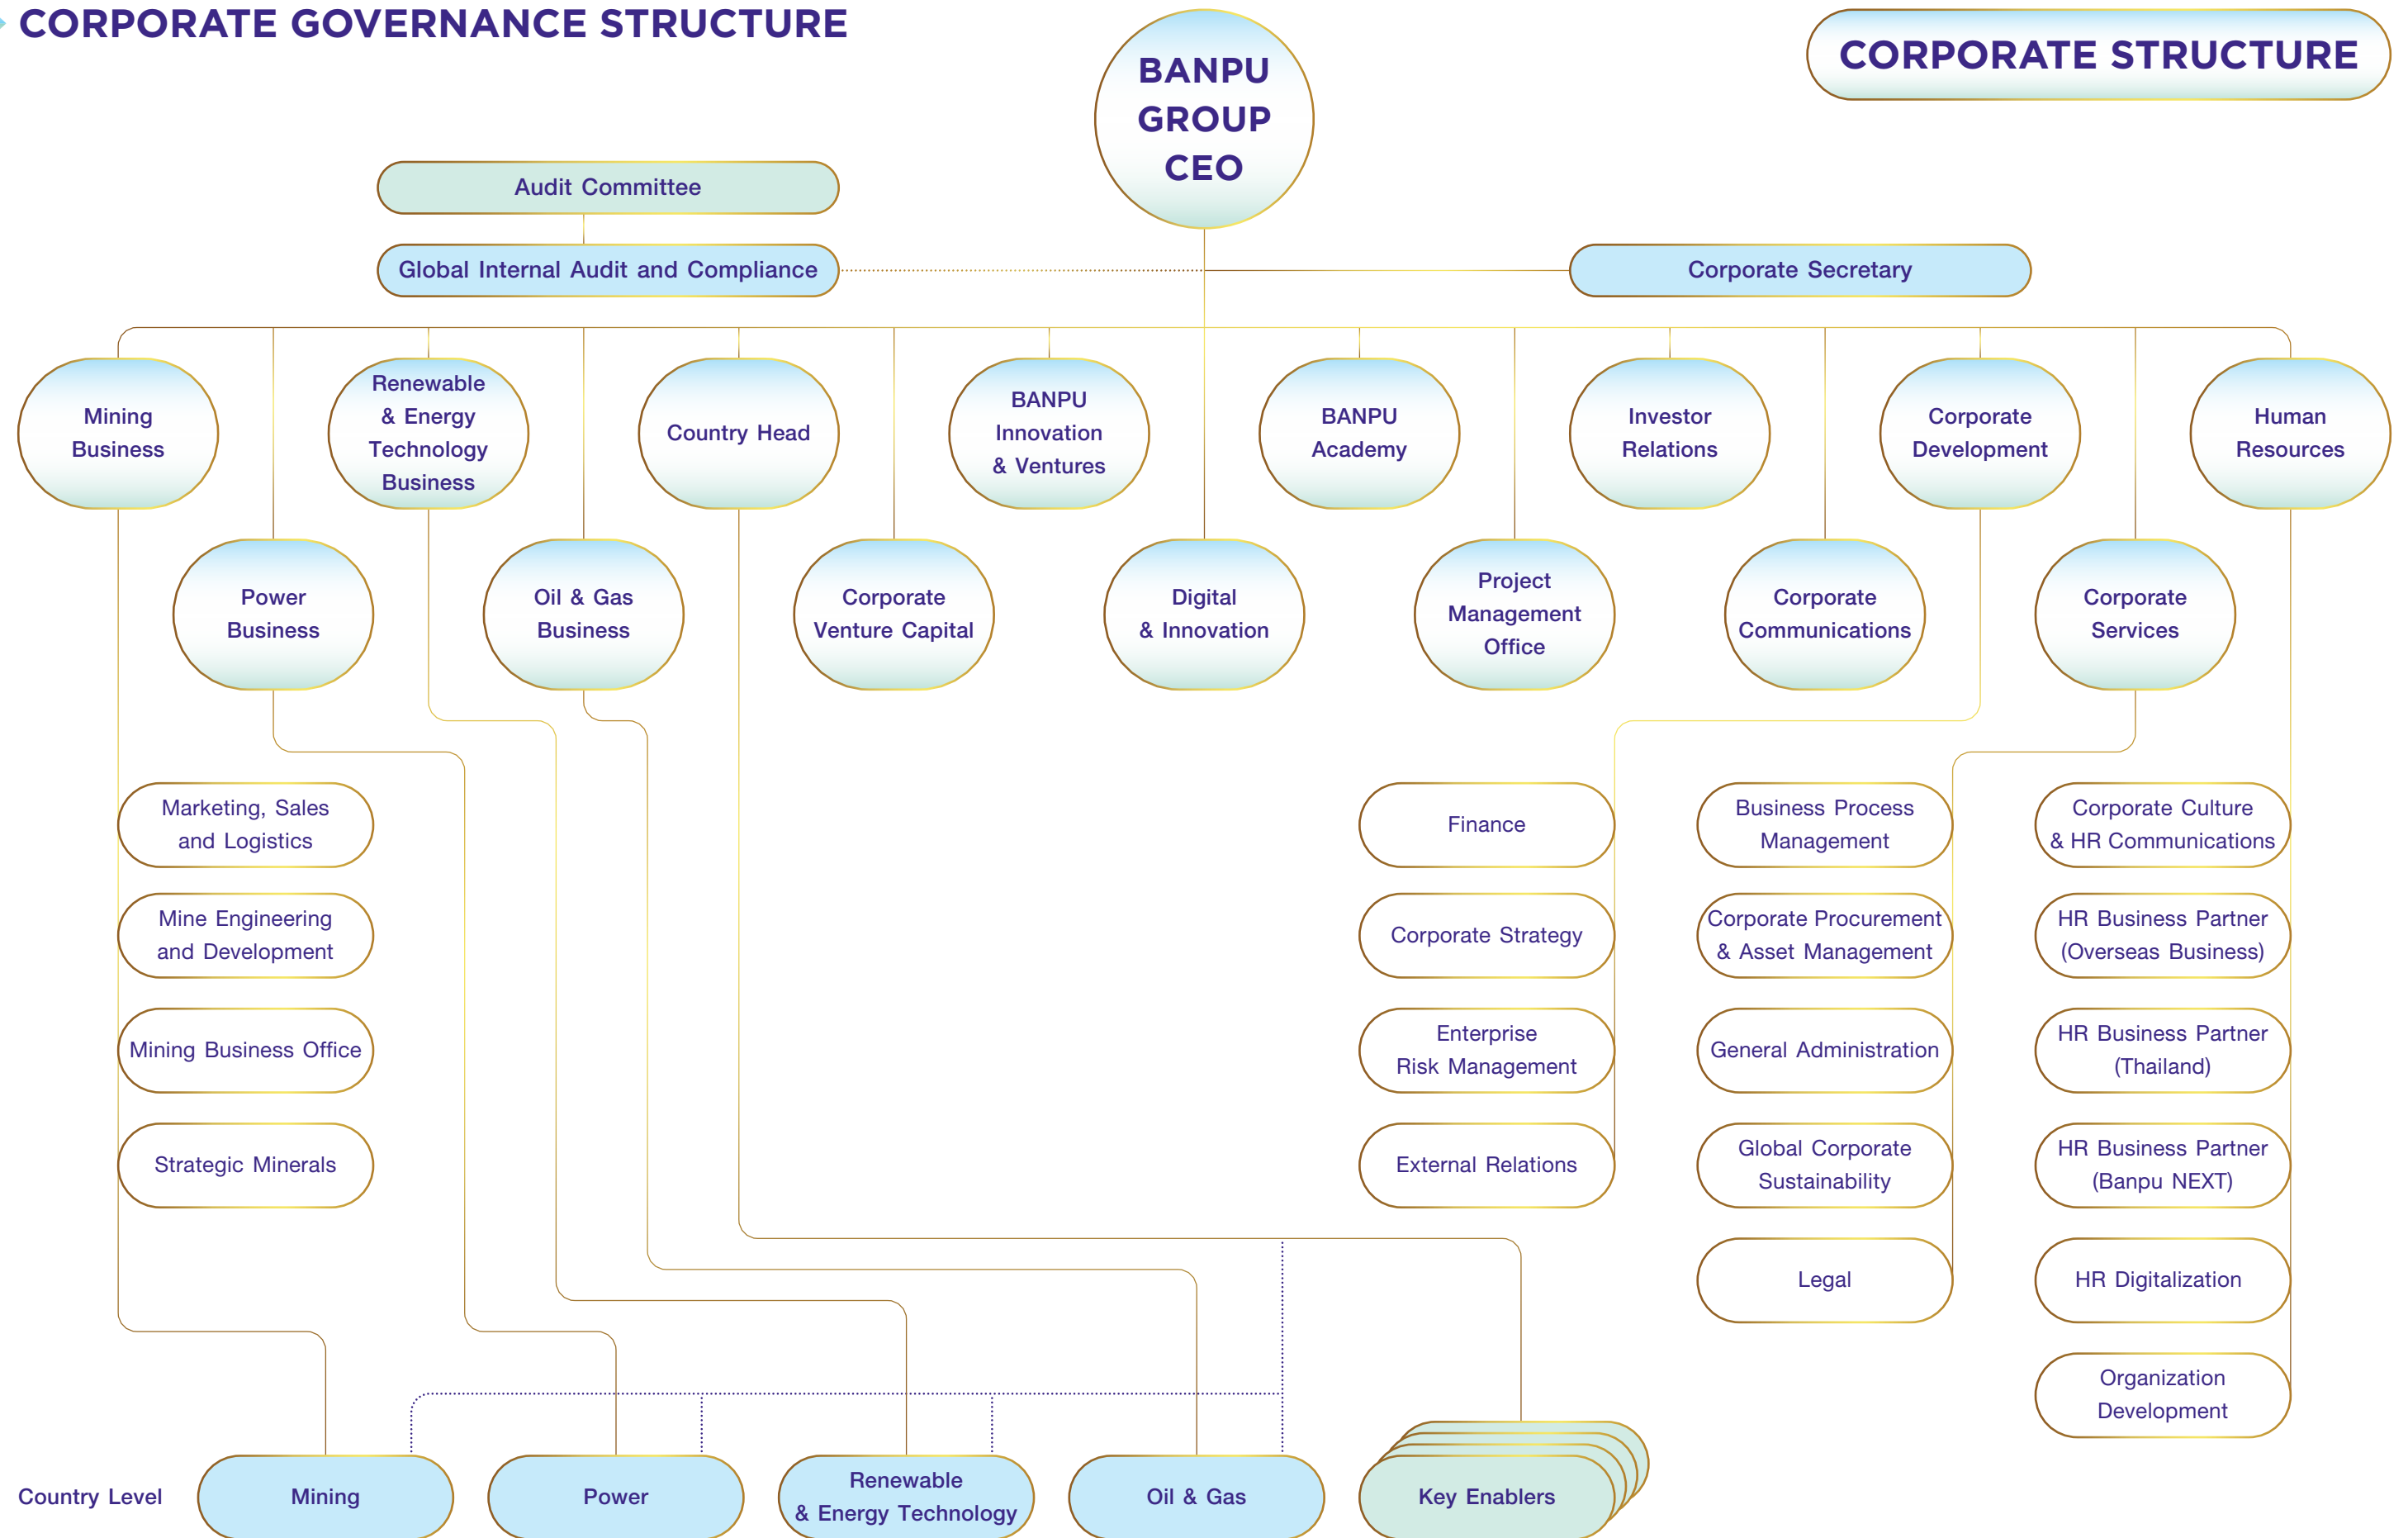 CORPORATE GOVERNANCE STRUCTURE
CORPORATE STRUCTURE
BANPU
GROUP
CEO
Audit Committee
Global Internal Audit and Compliance
Corporate Secretary
Mining
Business
Renewable
& Energy
Technology
Business
Country Head
BANPU
Innovation
& Ventures
BANPU
Academy
Investor
Relations
Corporate
Development
Human
Resources
Power
Business
Oil & Gas
Business
Corporate
Venture Capital
Digital
& Innovation
Project
Management
Office
Corporate
Communications
Corporate
Services
Marketing, Sales
and Logistics
Mine Engineering
and Development
Mining Business Office
Strategic Minerals
Finance
Corporate Strategy
Enterprise
Risk Management
External Relations
Business Process
Management
Corporate Procurement
& Asset Management
General Administration
Global Corporate
Sustainability
Legal
Corporate Culture
& HR Communications
HR Business Partner
(Overseas Business)
HR Business Partner
(Thailand)
HR Business Partner
(Banpu NEXT)
HR Digitalization
Organization
Development
Country Level
Mining
Power
Renewable
& Energy Technology
Oil & Gas
Key Enablers